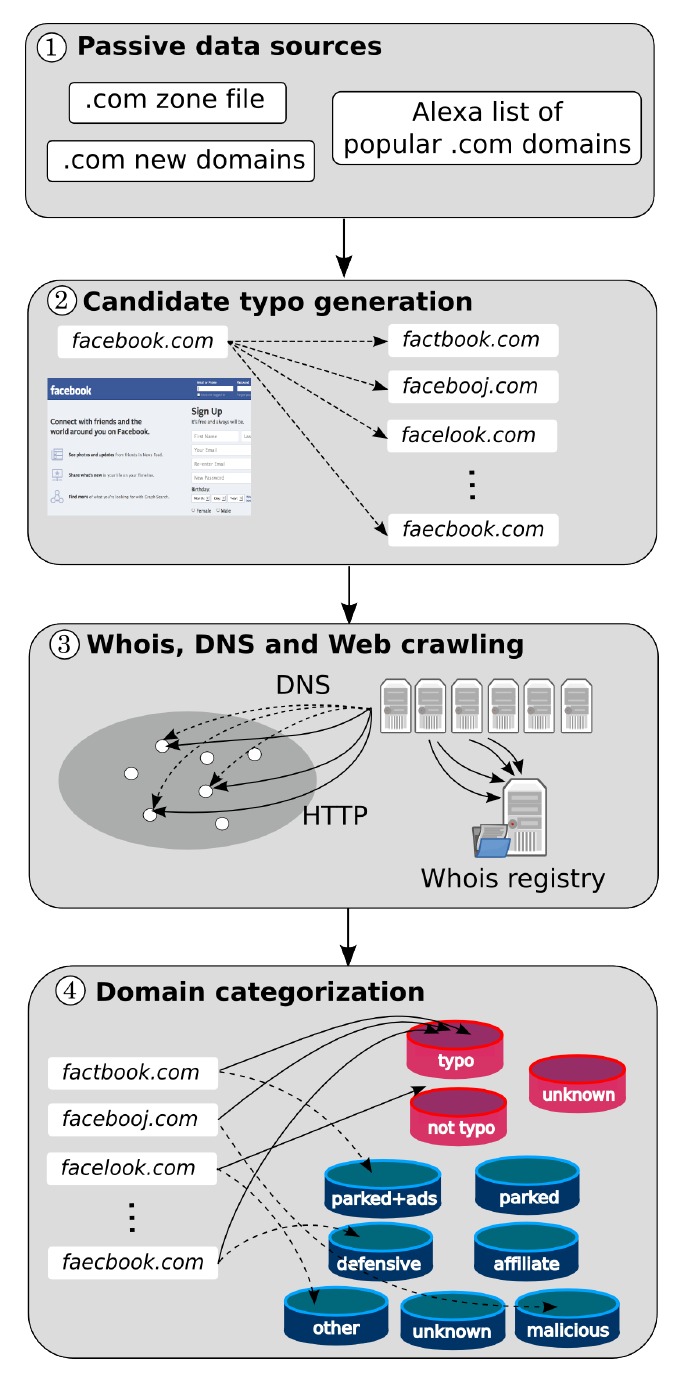 1 Passive data sources
.com zone file
Alexa list of
popular .com domains
.com new domains
2 Candidate typo generation
facebook.com
factbook.com
facebooj.com
facelook.com
faecbook.com
facebook
Connect with friends and the
world around you on Facebook.
Sign Up
It's free and always will be.
First Name
Your Email
Re-enter Email
New Password
Birthday:
Female
Male
See photos and updates from friends in News Feed.
Share what's new in your life on your Timeline.
Find more of what you're looking for with Graph Search.
3 Whois, DNS and Web crawling
DNS
HTTP
Whois registry
4 Domain categorization
factbook.com
facebooj.com
facelook.com
faecbook.com
typo
unknown
not typo
parked+ads
parked
defensive
affiliate
other
unknown
malicious